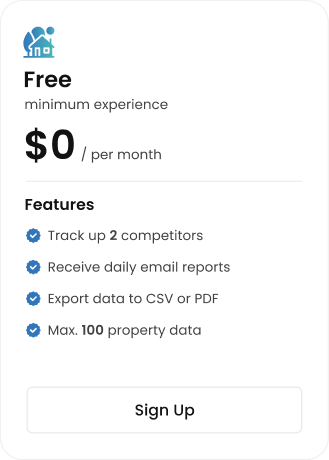 Free
minimum experience
$0 / per month
Features
Track up 2 competitors
Receive daily email reports
Export data to CSV or PDF
Max. 100 property data
Sign Up